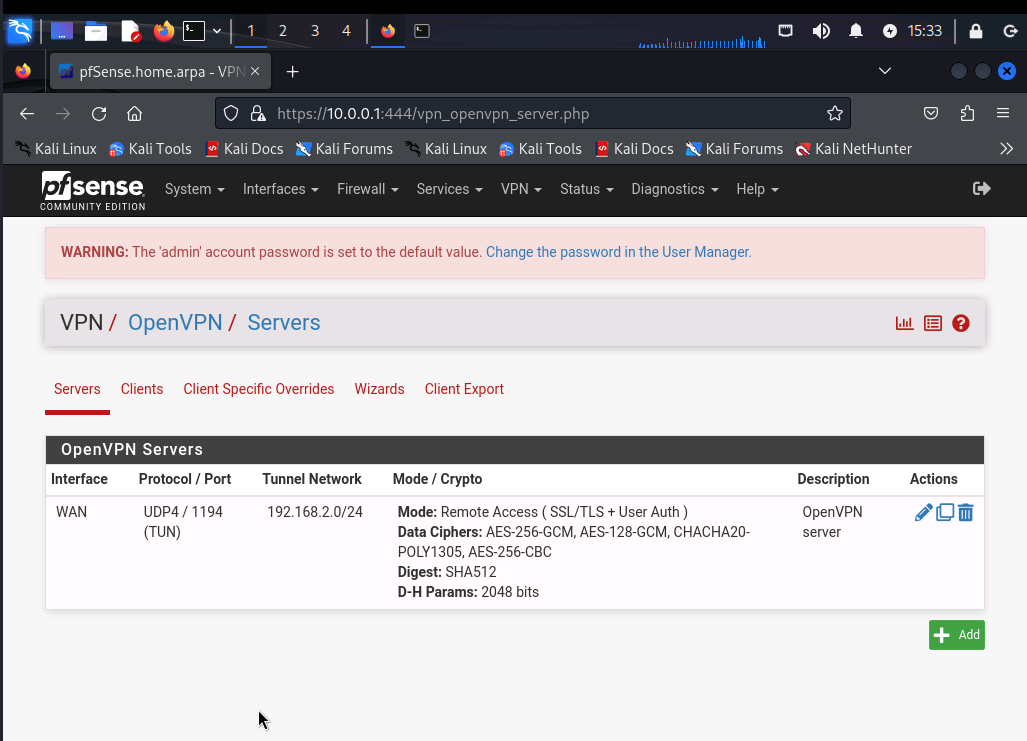 1 2 3 4 15:33
pfSense.home.arpa - VPN
https://10.0.0.1:444/vpn_openvpn_server.php
Kali Linux Kali Tools Kali Docs Kali Forums Kali Linux Kali Tools Kali Docs Kali Forums Kali NetHunter
pfsense System Interfaces Firewall Services VPN Status Diagnostics Help
COMMUNITY EDITION
WARNING: The 'admin' account password is set to the default value. Change the password in the User Manager.
VPN / OpenVPN / Servers
Servers Clients Client Specific Overrides Wizards Client Export
OpenVPN Servers
Interface Protocol / Port Tunnel Network Mode / Crypto Description Actions
WAN UDP4 / 1194 192.168.2.0/24 Mode: Remote Access ( SSL/TLS + User Auth ) OpenVPN
(TUN) Data Ciphers: AES-256-GCM, AES-128-GCM, CHACHA20- server
POLY1305, AES-256-CBC
Digest: SHA512
D-H Params: 2048 bits
Add